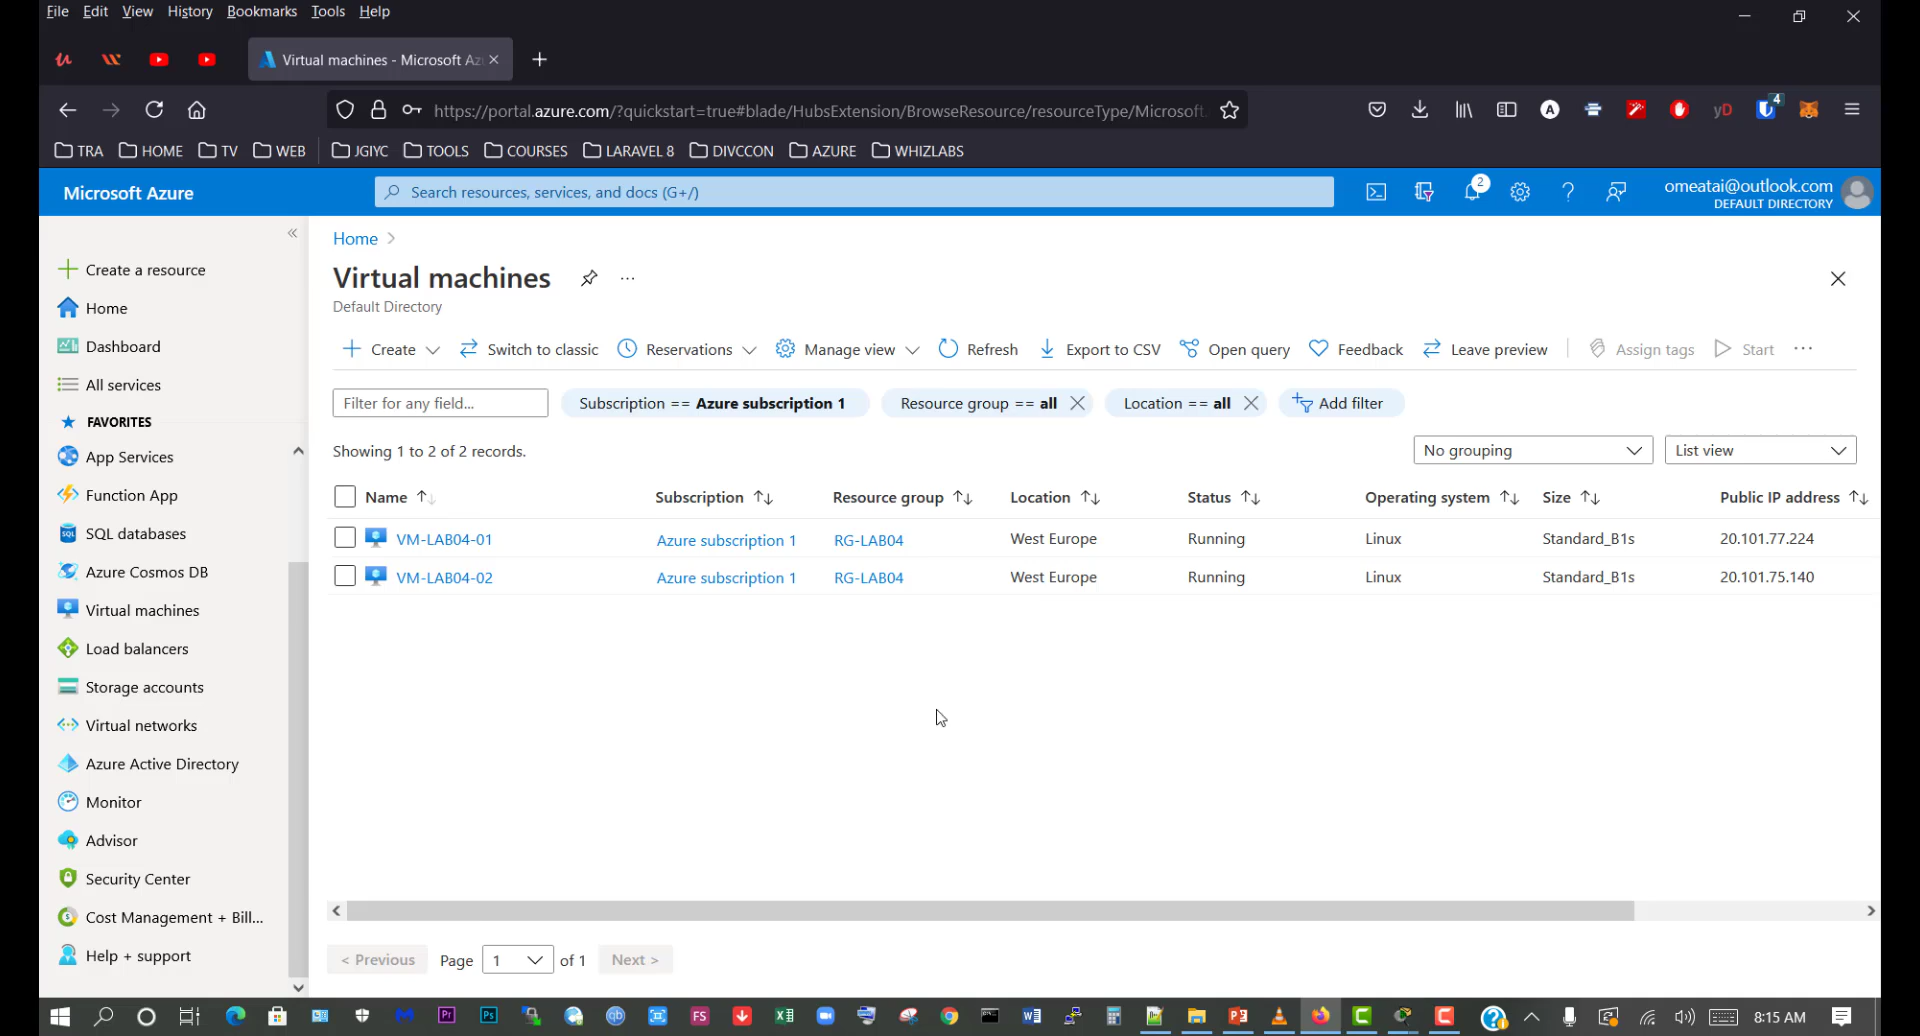 File Edit View History Bookmarks Tools Help
Virtual machines - Microsoft Az
https://portal.azure.com/?quickstart=true#blade/HubsExtension/BrowseResource/resourceType/Microsoft.
4
TRA HOME TV WEB JGIYC TOOLS COURSES LARAVEL 8 DIVCCON AZURE WHIZLABS
Microsoft Azure
Search resources, services, and docs (G+/)
2
omeatai@outlook.com
DEFAULT DIRECTORY
Create a resource
Home
Dashboard
All services
FAVORITES
App Services
Function App
SQL databases
Azure Cosmos DB
Virtual machines
Load balancers
Storage accounts
Virtual networks
Azure Active Directory
Monitor
Advisor
Security Center
Cost Management + Bill...
Help + support
Home >
Virtual machines ...
Default Directory
Create Switch to classic Reservations Manage view Refresh Export to CSV Open query Feedback Leave preview Assign tags Start ...
Filter for any field... Subscription == Azure subscription 1 Resource group == all Location == all Add filter
Showing 1 to 2 of 2 records. No grouping List view
Name Subscription Resource group Location Status Operating system Size Public IP address
VM-LAB04-01 Azure subscription 1 RG-LAB04 West Europe Running Linux Standard_B1s 20.101.77.224
VM-LAB04-02 Azure subscription 1 RG-LAB04 West Europe Running Linux Standard_B1s 20.101.75.140
< Previous Page 1 of 1 Next >
8:15 AM